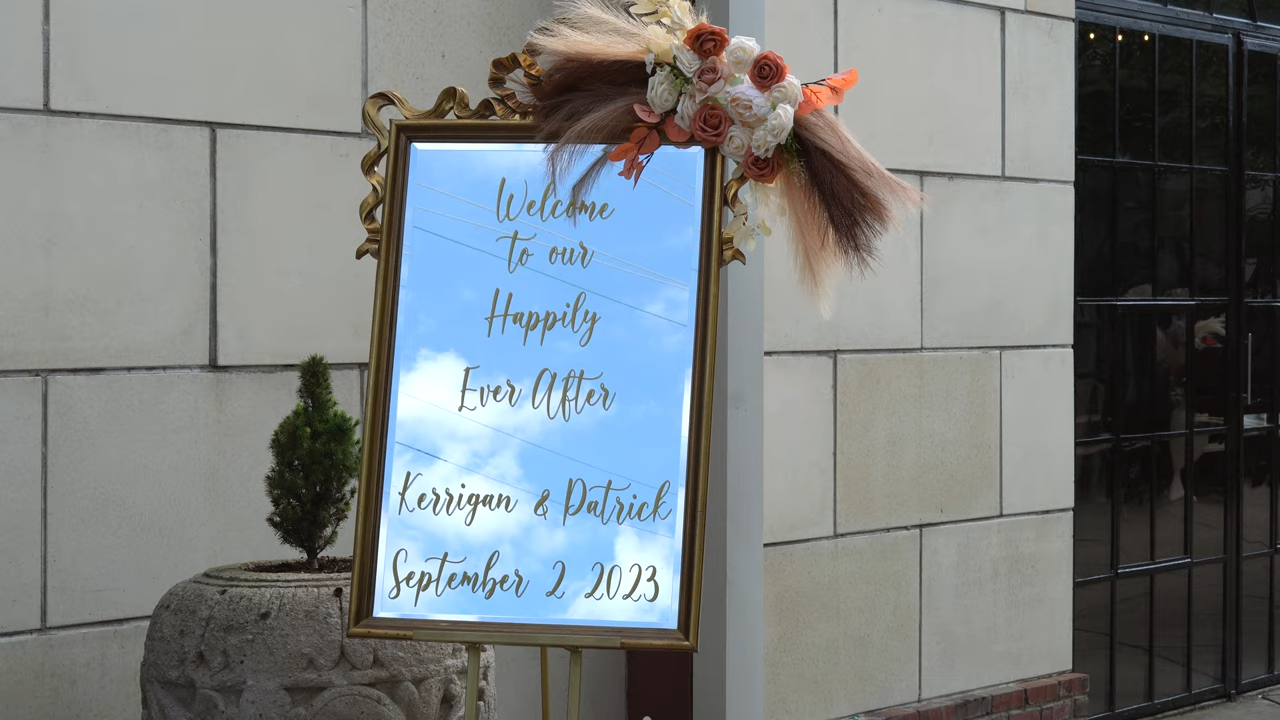 Welcome
to our
Happily
Ever After
Kerrigan & Patrick
September 2 2023